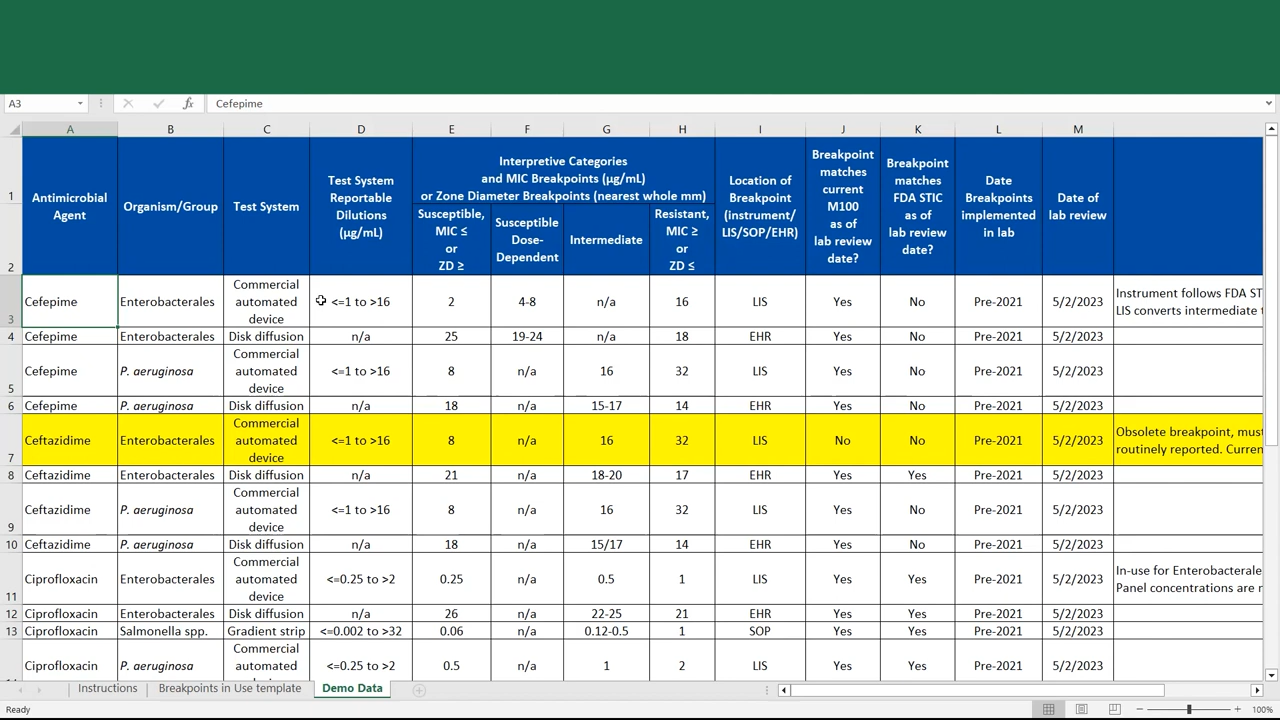 A3 fx Cefepime
A B C D E F G H I J K L M
1
2
Antimicrobial
Agent
Organism/Group
Test System
Test System
Reportable
Dilutions
(µg/mL)
Interpretive Categories
and MIC Breakpoints (µg/mL)
or Zone Diameter Breakpoints (nearest whole mm)
Susceptible,
MIC ≤
or
ZD ≥
Susceptible
Dose-
Dependent
Intermediate
Resistant,
MIC ≥
or
ZD ≤
Location of
Breakpoint
(instrument/
LIS/SOP/EHR)
Breakpoint
matches
current
M100
as of
lab review
date?
Breakpoint
matches
FDA STIC
as of
lab review
date?
Date
Breakpoints
implemented
in lab
Date of
lab review
3 Cefepime Enterobacterales Commercial automated device <=1 to >16 2 4-8 n/a 16 LIS Yes No Pre-2021 5/2/2023 Instrument follows FDA ST
LIS converts intermediate
4 Cefepime Enterobacterales Disk diffusion n/a 25 19-24 n/a 18 EHR Yes No Pre-2021 5/2/2023
5 Cefepime P. aeruginosa Commercial automated device <=1 to >16 8 n/a 16 32 LIS Yes No Pre-2021 5/2/2023
6 Cefepime P. aeruginosa Disk diffusion n/a 18 n/a 15-17 14 EHR Yes No Pre-2021 5/2/2023
7 Ceftazidime Enterobacterales Commercial automated device <=1 to >16 8 n/a 16 32 LIS No No Pre-2021 5/2/2023 Obsolete breakpoint, must
routinely reported. Curren
8 Ceftazidime Enterobacterales Disk diffusion n/a 21 n/a 18-20 17 EHR Yes Yes Pre-2021 5/2/2023
9 Ceftazidime P. aeruginosa Commercial automated device <=1 to >16 8 n/a 16 32 LIS Yes No Pre-2021 5/2/2023
10 Ceftazidime P. aeruginosa Disk diffusion n/a 18 n/a 15/17 14 EHR Yes No Pre-2021 5/2/2023
11 Ciprofloxacin Enterobacterales Commercial automated device <=0.25 to >2 0.25 n/a 0.5 1 LIS Yes Yes Pre-2021 5/2/2023 In-use for Enterobacterale
Panel concentrations are
12 Ciprofloxacin Enterobacterales Disk diffusion n/a 26 n/a 22-25 21 EHR Yes Yes Pre-2021 5/2/2023
13 Ciprofloxacin Salmonella spp. Gradient strip <=0.002 to >32 0.06 n/a 0.12-0.5 1 SOP Yes Yes Pre-2021 5/2/2023
Ciprofloxacin P. aeruginosa Commercial automated <=0.25 to >2 0.5 n/a 1 2 LIS Yes Yes Pre-2021 5/2/2023
Instructions Breakpoints in Use template Demo Data
Ready 100%